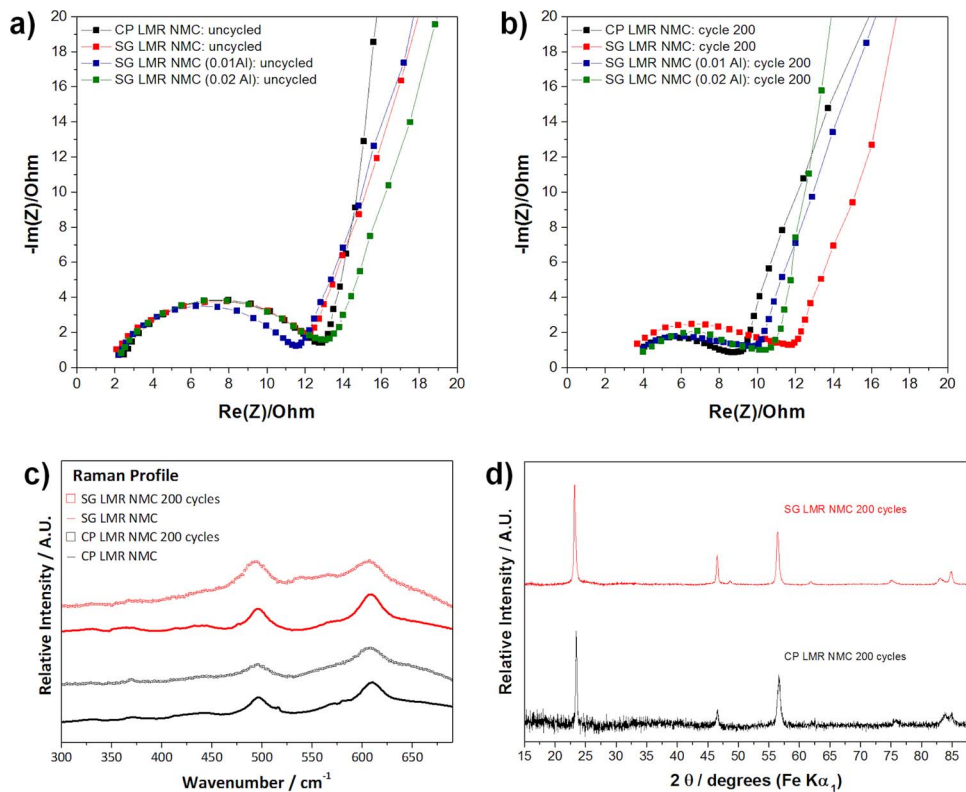 a)
CP LMR NMC: uncycled
SG LMR NMC: uncycled
SG LMR NMC (0.01Al): uncycled
SG LMR NMC (0.02 Al): uncycled
-Im(Z)/Ohm
20
18
16
14
12
10
8
6
4
2
0
0 2 4 6 8 10 12 14 16 18 20
Re(Z)/Ohm
b)
CP LMR NMC: cycle 200
SG LMR NMC: cycle 200
SG LMR NMC (0.01 Al): cycle 200
SG LMC NMC (0.02 Al): cycle 200
-Im(Z)/Ohm
20
18
16
14
12
10
8
6
4
2
0
0 2 4 6 8 10 12 14 16 18 20
Re(Z)/Ohm
c)
Raman Profile
SG LMR NMC 200 cycles
SG LMR NMC
CP LMR NMC 200 cycles
CP LMR NMC
Relative Intensity / A.U.
300 350 400 450 500 550 600 650
Wavenumber / cm-1
d)
SG LMR NMC 200 cycles
CP LMR NMC 200 cycles
Relative Intensity / A.U.
15 20 25 30 35 40 45 50 55 60 65 70 75 80 85
2 θ / degrees (Fe Kα1)